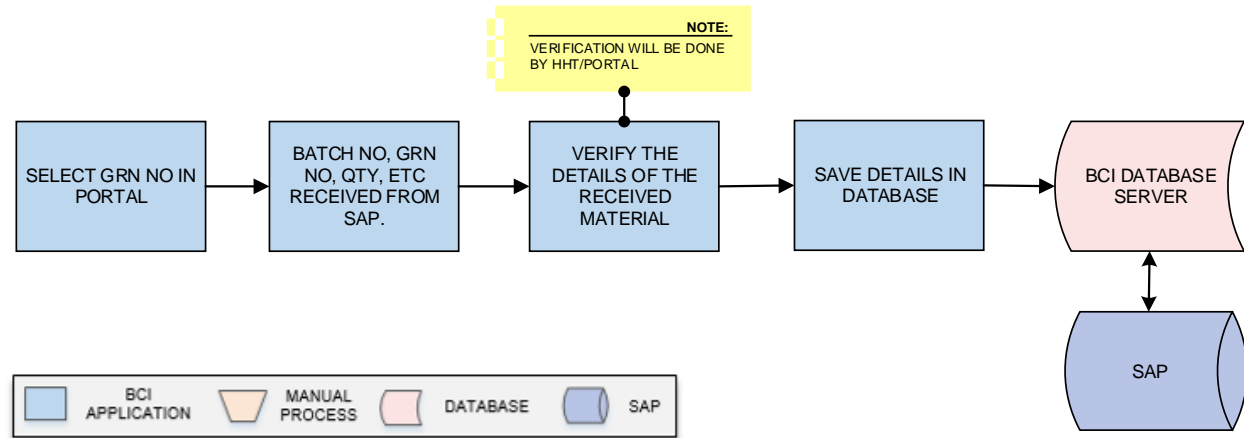 NOTE:
VERIFICATION WILL BE DONE
BY HHT/PORTAL
SELECT GRN NO IN
PORTAL
BATCH NO, GRN
NO, QTY, ETC
RECEIVED FROM
SAP.
VERIFY THE
DETAILS OF THE
RECEIVED
MATERIAL
SAVE DETAILS IN
DATABASE
BCI DATABASE
SERVER
SAP
BCI
APPLICATION
MANUAL
PROCESS
DATABASE
SAP